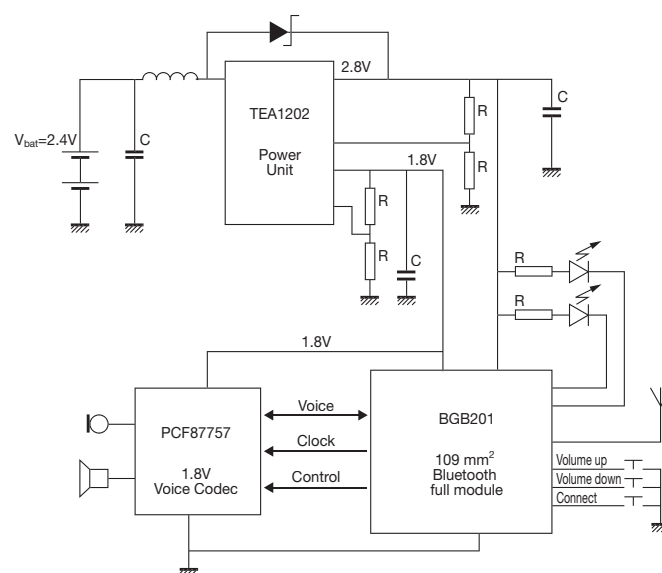 2.8V
TEA1202
Power
Unit
R
C
V_bat=2.4V
C
R
1.8V
R
R
C
R
R
1.8V
PCF87757
1.8V
Voice Codec
Voice
Clock
Control
BGB201
109 mm²
Bluetooth
full module
Volume up
Volume down
Connect